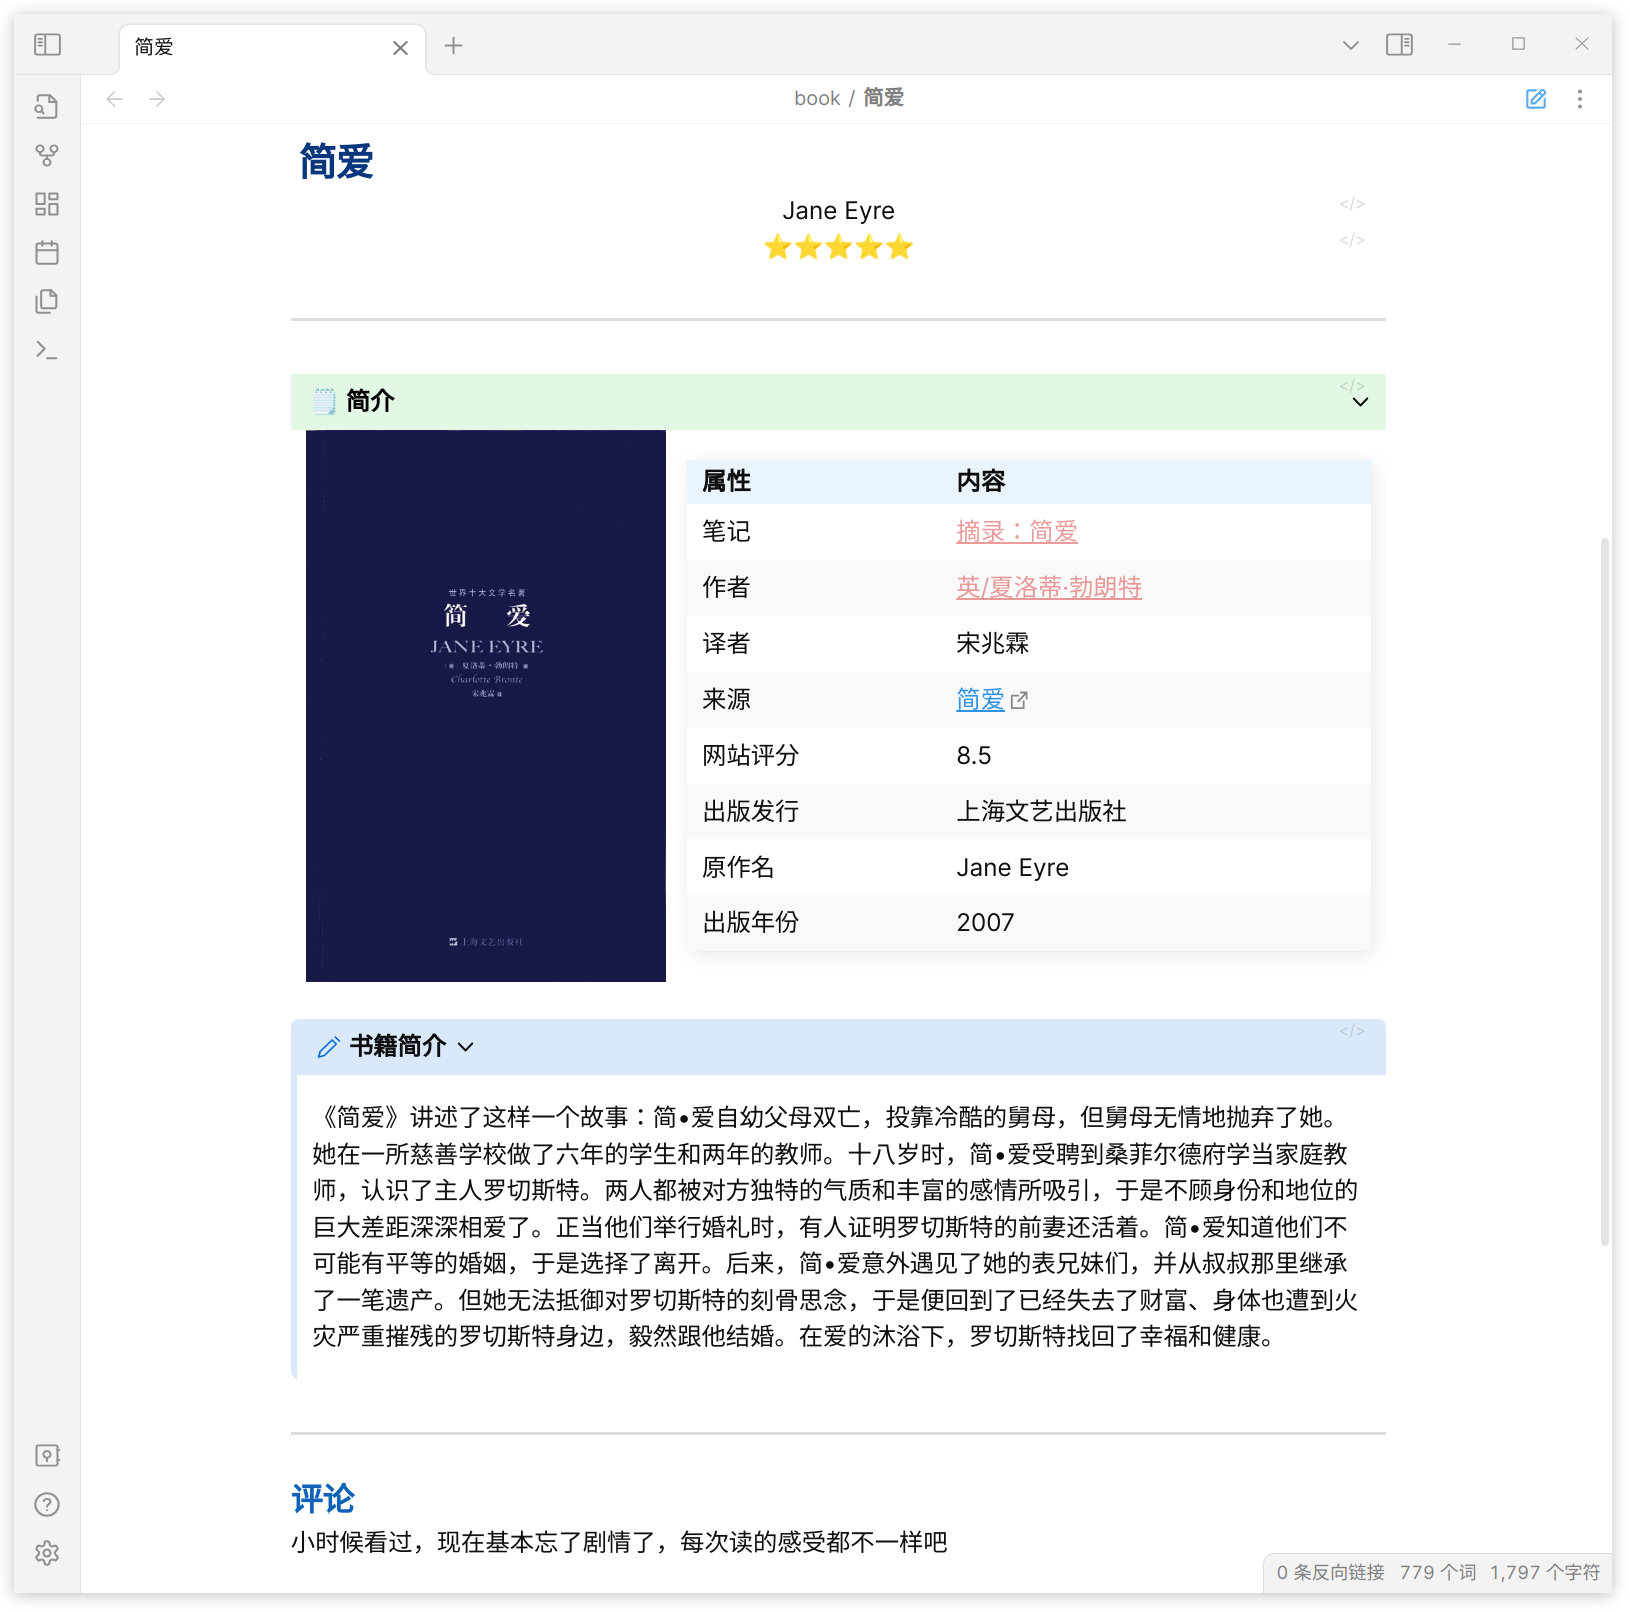 简爱
book / 简爱
简爱
Jane Eyre
⭐⭐⭐⭐⭐
简介
世界十大文学名著
简 爱
JANE EYRE
[英] 夏洛蒂·勃朗特 著
Charlotte Bronte
宋兆霖 译
上海文艺出版社
属性 内容
笔记 摘录：简爱
作者 英/夏洛蒂·勃朗特
译者 宋兆霖
来源 简爱
网站评分 8.5
出版发行 上海文艺出版社
原作名 Jane Eyre
出版年份 2007
书籍简介
《简爱》讲述了这样一个故事：简•爱自幼父母双亡，投靠冷酷的舅母，但舅母无情地抛弃了她。
她在一所慈善学校做了六年的学生和两年的教师。十八岁时，简•爱受聘到桑菲尔德府学当家庭教
师，认识了主人罗切斯特。两人都被对方独特的气质和丰富的感情所吸引，于是不顾身份和地位的
巨大差距深深相爱了。正当他们举行婚礼时，有人证明罗切斯特的前妻还活着。简•爱知道他们不
可能有平等的婚姻，于是选择了离开。后来，简•爱意外遇见了她的表兄妹们，并从叔叔那里继承
了一笔遗产。但她无法抵御对罗切斯特的刻骨思念，于是便回到了已经失去了财富、身体也遭到火
灾严重摧残的罗切斯特身边，毅然跟他结婚。在爱的沐浴下，罗切斯特找回了幸福和健康。
评论
小时候看过，现在基本忘了剧情了，每次读的感受都不一样吧
0 条反向链接 779 个词 1,797 个字符